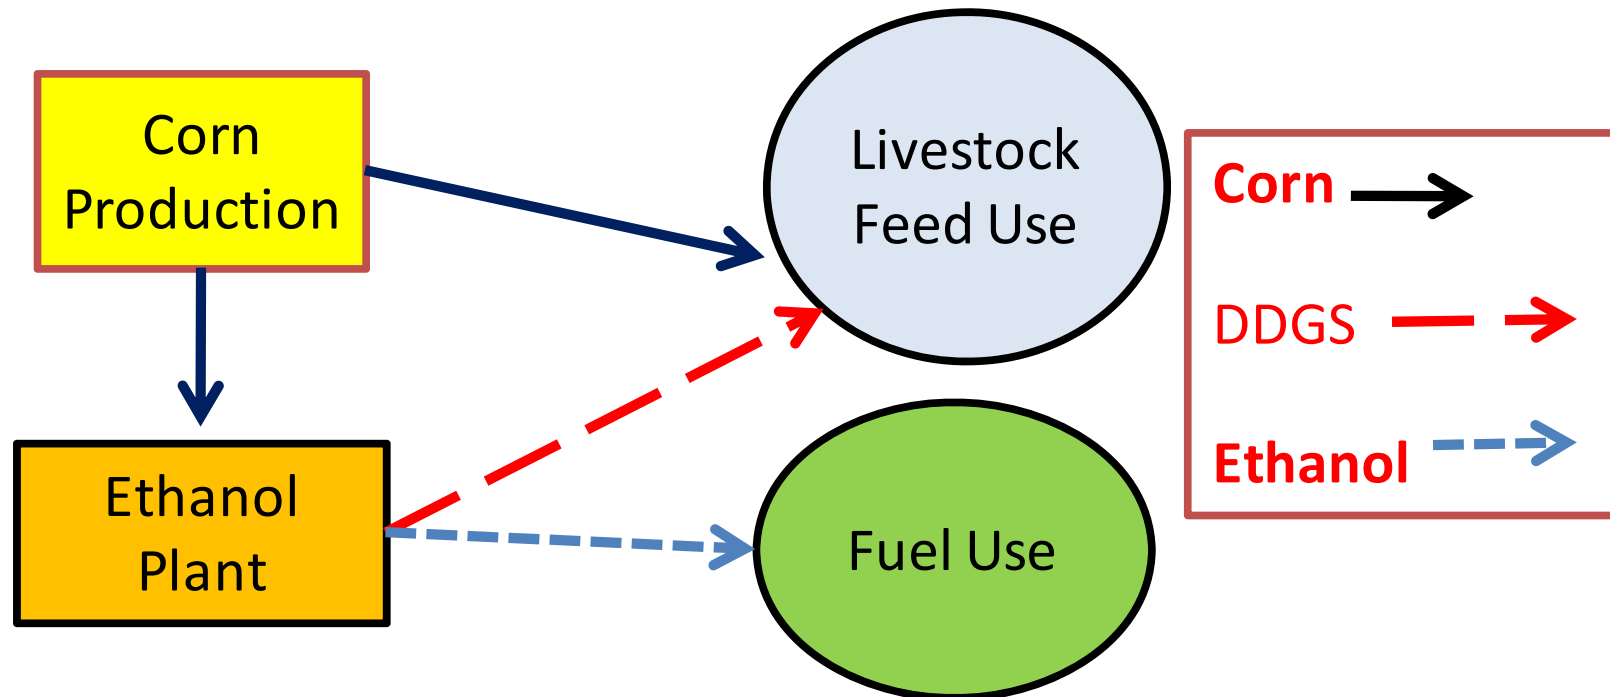 Corn
Production
Livestock
Feed Use
Ethanol
Plant
Fuel Use
Corn
DDGS
Ethanol